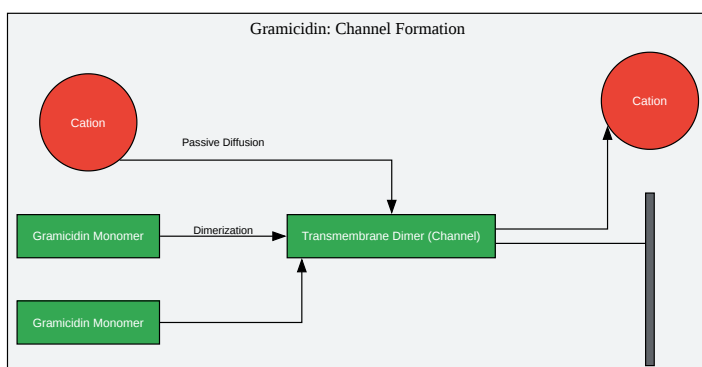 Gramicidin: Channel Formation
Cation
Cation
Passive Diffusion
Gramicidin Monomer
Dimerization
Transmembrane Dimer (Channel)
Gramicidin Monomer